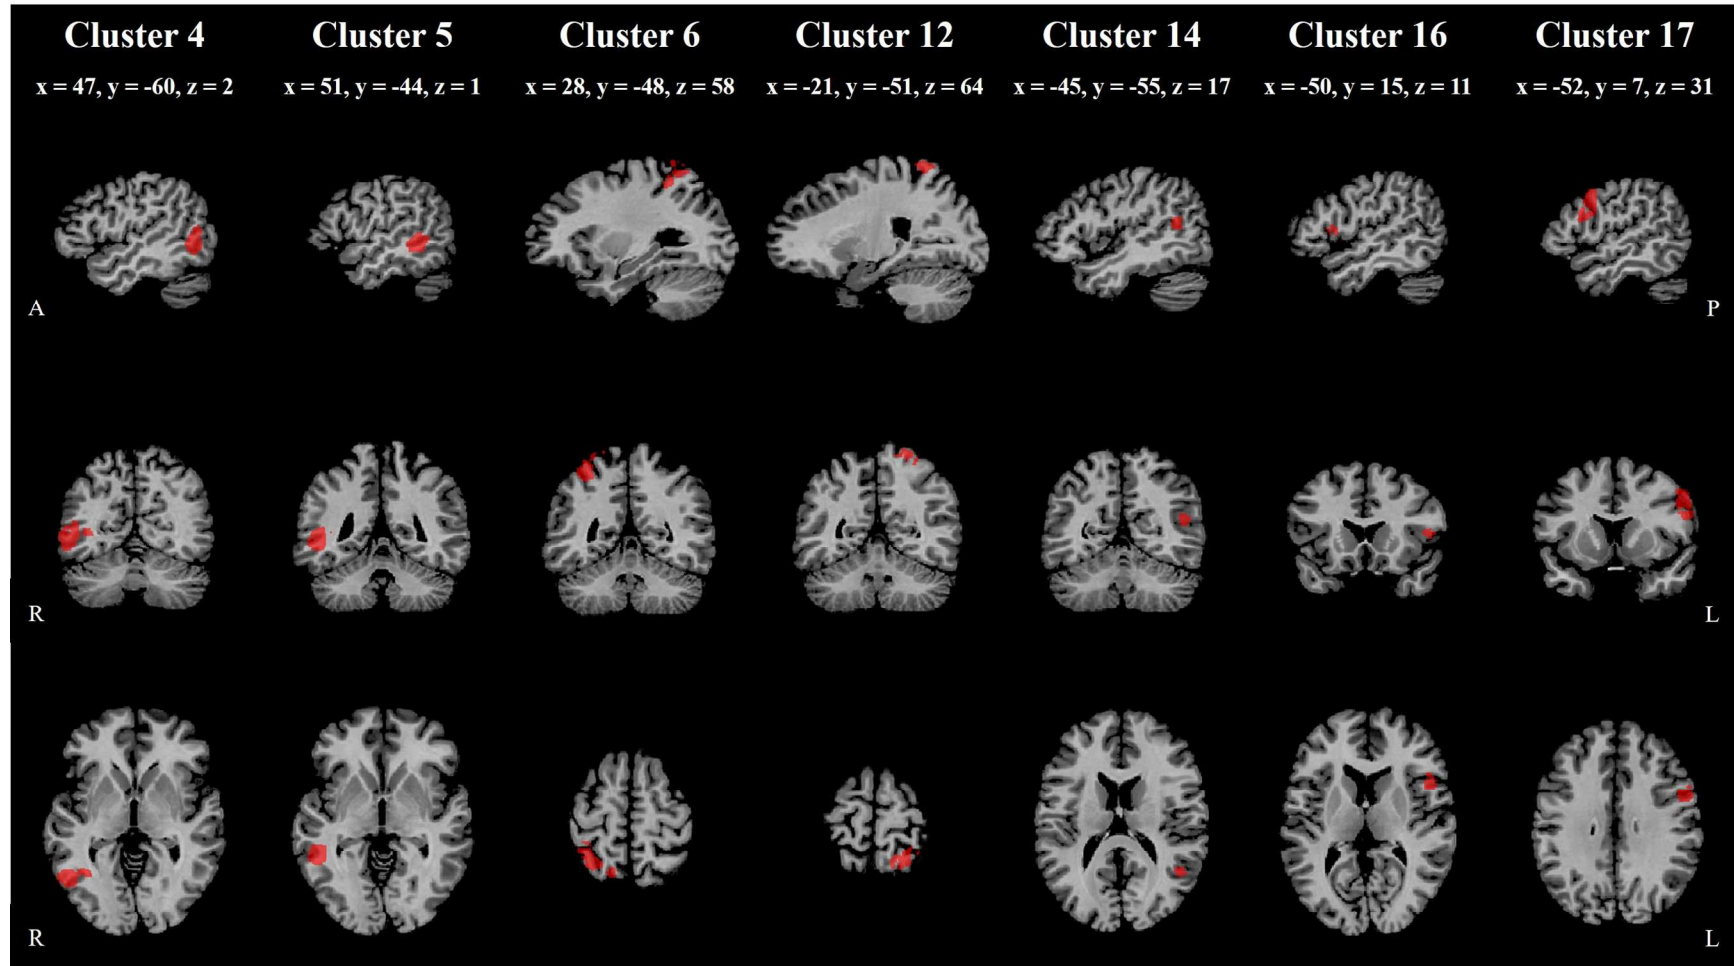 Cluster 4 Cluster 5 Cluster 6 Cluster 12 Cluster 14 Cluster 16 Cluster 17
x = 47, y = -60, z = 2 x = 51, y = -44, z = 1 x = 28, y = -48, z = 58 x = -21, y = -51, z = 64 x = -45, y = -55, z = 17 x = -50, y = 15, z = 11 x = -52, y = 7, z = 31
A P
R L
R L